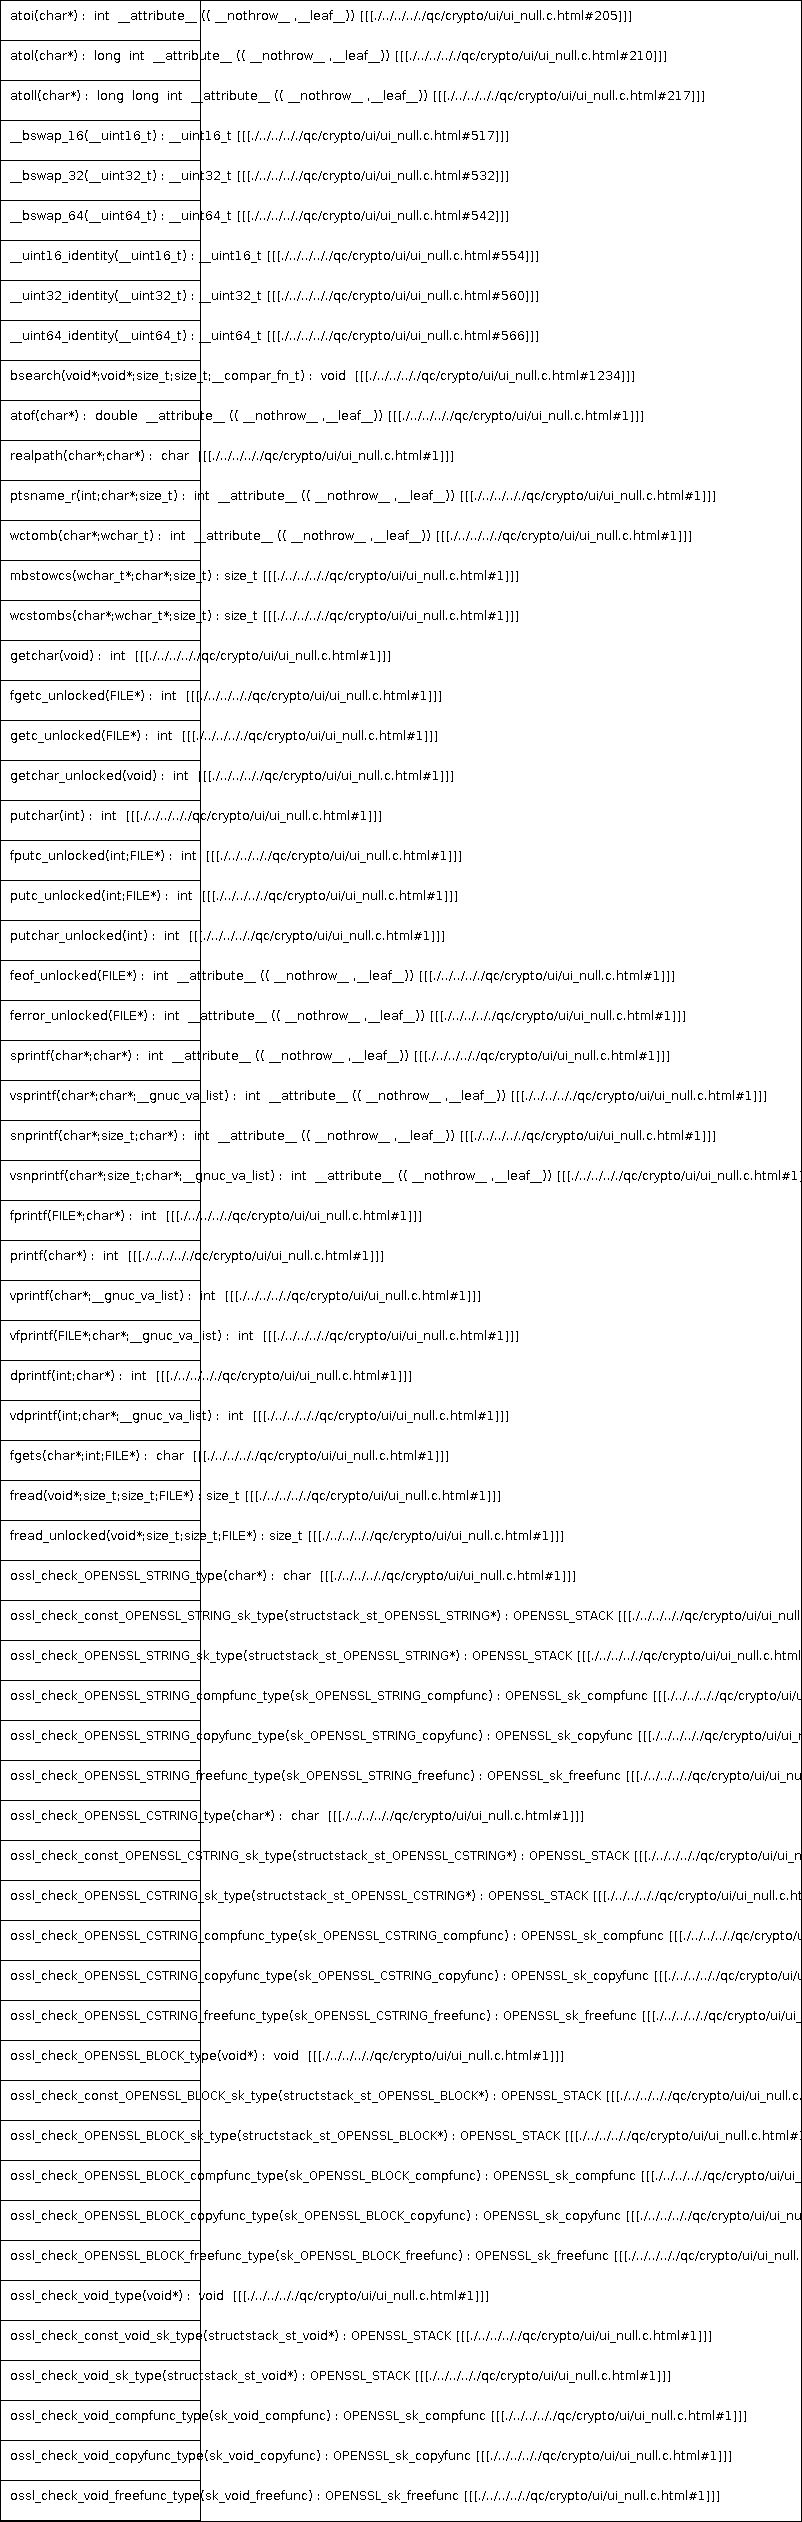 atoi(char*) :  int  __attribute__ (( __nothrow__ ,__leaf__)) [[[./../../../qc/crypto/ui/ui_null.c.html#205]]]
atol(char*) :  long  int  __attribute__ (( __nothrow__ ,__leaf__)) [[[./../../../qc/crypto/ui/ui_null.c.html#210]]]
atoll(char*) :  long  long  int  __attribute__ (( __nothrow__ ,__leaf__)) [[[./../../../qc/crypto/ui/ui_null.c.html#217]]]
__bswap_16(__uint16_t) : __uint16_t [[[./../../../qc/crypto/ui/ui_null.c.html#517]]]
__bswap_32(__uint32_t) : __uint32_t [[[./../../../qc/crypto/ui/ui_null.c.html#532]]]
__bswap_64(__uint64_t) : __uint64_t [[[./../../../qc/crypto/ui/ui_null.c.html#542]]]
__uint16_identity(__uint16_t) : __uint16_t [[[./../../../qc/crypto/ui/ui_null.c.html#554]]]
__uint32_identity(__uint32_t) : __uint32_t [[[./../../../qc/crypto/ui/ui_null.c.html#560]]]
__uint64_identity(__uint64_t) : __uint64_t [[[./../../../qc/crypto/ui/ui_null.c.html#566]]]
bsearch(void*;void*;size_t;size_t;__compar_fn_t) :  void  [[[./../../../qc/crypto/ui/ui_null.c.html#1234]]]
atof(char*) :  double  __attribute__ (( __nothrow__ ,__leaf__)) [[[./../../../qc/crypto/ui/ui_null.c.html#1]]]
realpath(char*;char*) :  char  [[[./../../../qc/crypto/ui/ui_null.c.html#1]]]
ptsname_r(int;char*;size_t) :  int  __attribute__ (( __nothrow__ ,__leaf__)) [[[./../../../qc/crypto/ui/ui_null.c.html#1]]]
wctomb(char*;wchar_t) :  int  __attribute__ (( __nothrow__ ,__leaf__)) [[[./../../../qc/crypto/ui/ui_null.c.html#1]]]
mbstowcs(wchar_t*;char*;size_t) : size_t [[[./../../../qc/crypto/ui/ui_null.c.html#1]]]
wcstombs(char*;wchar_t*;size_t) : size_t [[[./../../../qc/crypto/ui/ui_null.c.html#1]]]
getchar(void) :  int  [[[./../../../qc/crypto/ui/ui_null.c.html#1]]]
fgetc_unlocked(FILE*) :  int  [[[./../../../qc/crypto/ui/ui_null.c.html#1]]]
getc_unlocked(FILE*) :  int  [[[./../../../qc/crypto/ui/ui_null.c.html#1]]]
getchar_unlocked(void) :  int  [[[./../../../qc/crypto/ui/ui_null.c.html#1]]]
putchar(int) :  int  [[[./../../../qc/crypto/ui/ui_null.c.html#1]]]
fputc_unlocked(int;FILE*) :  int  [[[./../../../qc/crypto/ui/ui_null.c.html#1]]]
putc_unlocked(int;FILE*) :  int  [[[./../../../qc/crypto/ui/ui_null.c.html#1]]]
putchar_unlocked(int) :  int  [[[./../../../qc/crypto/ui/ui_null.c.html#1]]]
feof_unlocked(FILE*) :  int  __attribute__ (( __nothrow__ ,__leaf__)) [[[./../../../qc/crypto/ui/ui_null.c.html#1]]]
ferror_unlocked(FILE*) :  int  __attribute__ (( __nothrow__ ,__leaf__)) [[[./../../../qc/crypto/ui/ui_null.c.html#1]]]
sprintf(char*;char*) :  int  __attribute__ (( __nothrow__ ,__leaf__)) [[[./../../../qc/crypto/ui/ui_null.c.html#1]]]
vsprintf(char*;char*;__gnuc_va_list) :  int  __attribute__ (( __nothrow__ ,__leaf__)) [[[./../../../qc/crypto/ui/ui_null.c.html#1]]]
snprintf(char*;size_t;char*) :  int  __attribute__ (( __nothrow__ ,__leaf__)) [[[./../../../qc/crypto/ui/ui_null.c.html#1]]]
vsnprintf(char*;size_t;char*;__gnuc_va_list) :  int  __attribute__ (( __nothrow__ ,__leaf__)) [[[./../../../qc/crypto/ui/ui_null.c.html#1]
fprintf(FILE*;char*) :  int  [[[./../../../qc/crypto/ui/ui_null.c.html#1]]]
printf(char*) :  int  [[[./../../../qc/crypto/ui/ui_null.c.html#1]]]
vprintf(char*;__gnuc_va_list) :  int  [[[./../../../qc/crypto/ui/ui_null.c.html#1]]]
vfprintf(FILE*;char*;__gnuc_va_list) :  int  [[[./../../../qc/crypto/ui/ui_null.c.html#1]]]
dprintf(int;char*) :  int  [[[./../../../qc/crypto/ui/ui_null.c.html#1]]]
vdprintf(int;char*;__gnuc_va_list) :  int  [[[./../../../qc/crypto/ui/ui_null.c.html#1]]]
fgets(char*;int;FILE*) :  char  [[[./../../../qc/crypto/ui/ui_null.c.html#1]]]
fread(void*;size_t;size_t;FILE*) : size_t [[[./../../../qc/crypto/ui/ui_null.c.html#1]]]
fread_unlocked(void*;size_t;size_t;FILE*) : size_t [[[./../../../qc/crypto/ui/ui_null.c.html#1]]]
ossl_check_OPENSSL_STRING_type(char*) :  char  [[[./../../../qc/crypto/ui/ui_null.c.html#1]]]
ossl_check_const_OPENSSL_STRING_sk_type(structstack_st_OPENSSL_STRING*) : OPENSSL_STACK [[[./../../../qc/crypto/ui/ui_null
ossl_check_OPENSSL_STRING_sk_type(structstack_st_OPENSSL_STRING*) : OPENSSL_STACK [[[./../../../qc/crypto/ui/ui_null.c.html
ossl_check_OPENSSL_STRING_compfunc_type(sk_OPENSSL_STRING_compfunc) : OPENSSL_sk_compfunc [[[./../../../qc/crypto/ui/u
ossl_check_OPENSSL_STRING_copyfunc_type(sk_OPENSSL_STRING_copyfunc) : OPENSSL_sk_copyfunc [[[./../../../qc/crypto/ui/ui_n
ossl_check_OPENSSL_STRING_freefunc_type(sk_OPENSSL_STRING_freefunc) : OPENSSL_sk_freefunc [[[./../../../qc/crypto/ui/ui_nu
ossl_check_OPENSSL_CSTRING_type(char*) :  char  [[[./../../../qc/crypto/ui/ui_null.c.html#1]]]
ossl_check_const_OPENSSL_CSTRING_sk_type(structstack_st_OPENSSL_CSTRING*) : OPENSSL_STACK [[[./../../../qc/crypto/ui/ui_n
ossl_check_OPENSSL_CSTRING_sk_type(structstack_st_OPENSSL_CSTRING*) : OPENSSL_STACK [[[./../../../qc/crypto/ui/ui_null.c.ht
ossl_check_OPENSSL_CSTRING_compfunc_type(sk_OPENSSL_CSTRING_compfunc) : OPENSSL_sk_compfunc [[[./../../../qc/crypto/u
ossl_check_OPENSSL_CSTRING_copyfunc_type(sk_OPENSSL_CSTRING_copyfunc) : OPENSSL_sk_copyfunc [[[./../../../qc/crypto/ui/u
ossl_check_OPENSSL_CSTRING_freefunc_type(sk_OPENSSL_CSTRING_freefunc) : OPENSSL_sk_freefunc [[[./../../../qc/crypto/ui/ui_
ossl_check_OPENSSL_BLOCK_type(void*) :  void  [[[./../../../qc/crypto/ui/ui_null.c.html#1]]]
ossl_check_const_OPENSSL_BLOCK_sk_type(structstack_st_OPENSSL_BLOCK*) : OPENSSL_STACK [[[./../../../qc/crypto/ui/ui_null.c.
ossl_check_OPENSSL_BLOCK_sk_type(structstack_st_OPENSSL_BLOCK*) : OPENSSL_STACK [[[./../../../qc/crypto/ui/ui_null.c.html#1
ossl_check_OPENSSL_BLOCK_compfunc_type(sk_OPENSSL_BLOCK_compfunc) : OPENSSL_sk_compfunc [[[./../../../qc/crypto/ui/ui_
ossl_check_OPENSSL_BLOCK_copyfunc_type(sk_OPENSSL_BLOCK_copyfunc) : OPENSSL_sk_copyfunc [[[./../../../qc/crypto/ui/ui_nu
ossl_check_OPENSSL_BLOCK_freefunc_type(sk_OPENSSL_BLOCK_freefunc) : OPENSSL_sk_freefunc [[[./../../../qc/crypto/ui/ui_null.
ossl_check_void_type(void*) :  void  [[[./../../../qc/crypto/ui/ui_null.c.html#1]]]
ossl_check_const_void_sk_type(structstack_st_void*) : OPENSSL_STACK [[[./../../../qc/crypto/ui/ui_null.c.html#1]]]
ossl_check_void_sk_type(structstack_st_void*) : OPENSSL_STACK [[[./../../../qc/crypto/ui/ui_null.c.html#1]]]
ossl_check_void_compfunc_type(sk_void_compfunc) : OPENSSL_sk_compfunc [[[./../../../qc/crypto/ui/ui_null.c.html#1]]]
ossl_check_void_copyfunc_type(sk_void_copyfunc) : OPENSSL_sk_copyfunc [[[./../../../qc/crypto/ui/ui_null.c.html#1]]]
ossl_check_void_freefunc_type(sk_void_freefunc) : OPENSSL_sk_freefunc [[[./../../../qc/crypto/ui/ui_null.c.html#1]]]